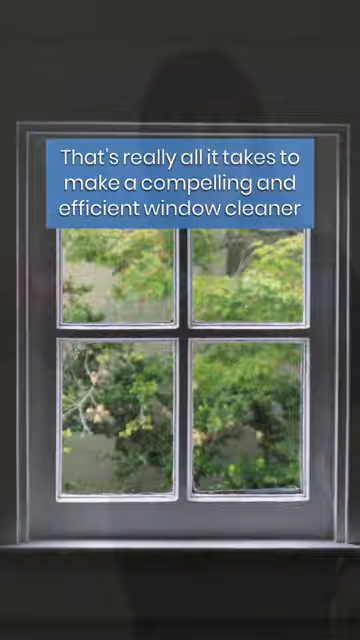 That's really all it takes to
make a compelling and
efficient window cleaner